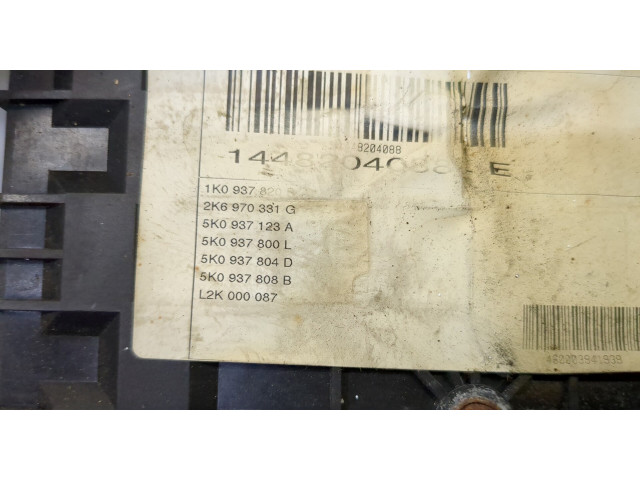 8204088
1K0 937
2K6 970 331 G
5K0 937 123 A
5K0 937 800 L
5K0 937 804 D
5K0 937 808 B
L2K 000 087